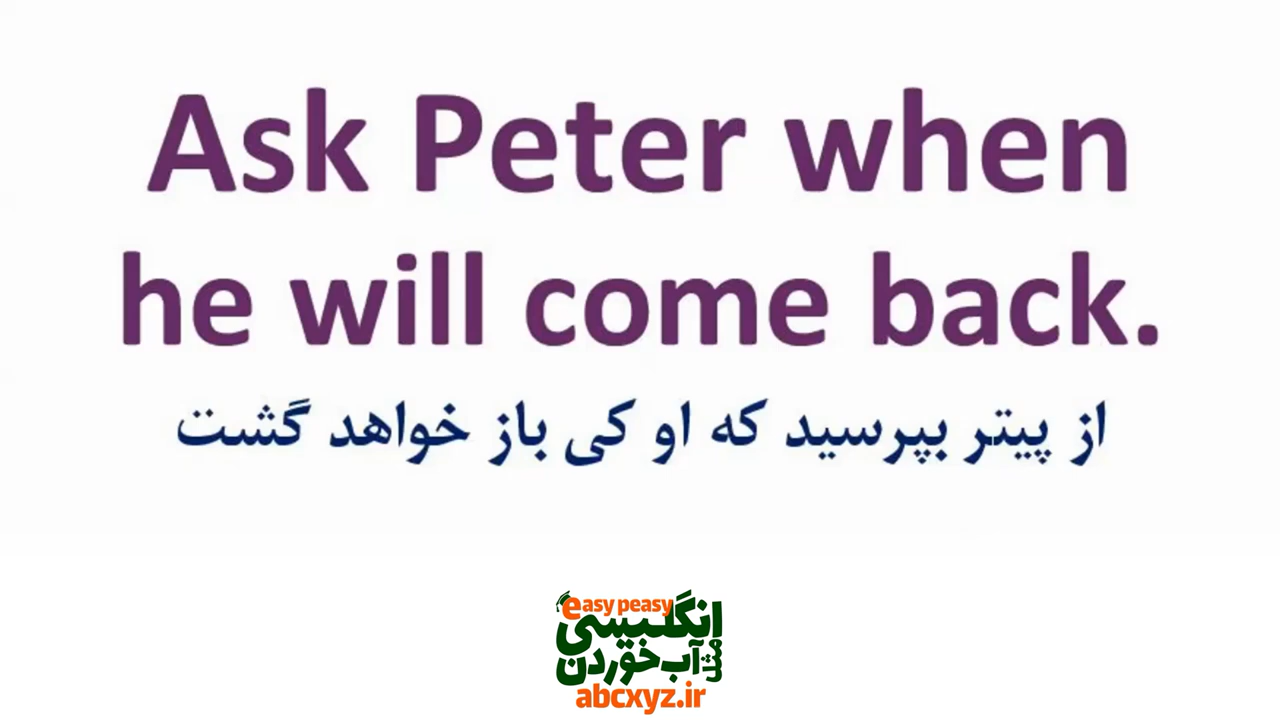 Ask Peter when
he will come back.
از پیتر بپرسید که او کی باز خواهد گشت
easy peasy
انگلیسی
مثل
آب خوردن
abcxyz.ir